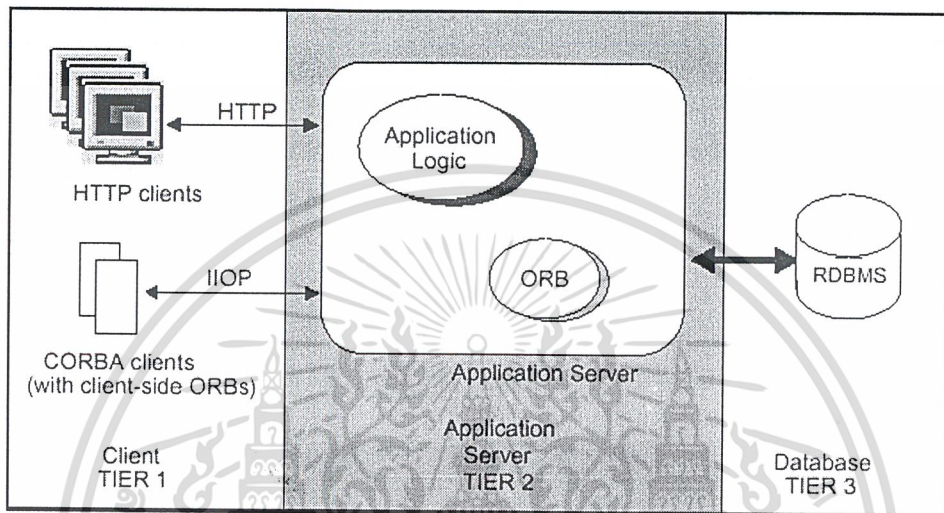 HTTP
HTTP clients
IIOP
CORBA clients
(with client-side ORBs)
Client
TIER 1
Application
Logic
ORB
Application Server
Application
Server
TIER 2
RDBMS
Database
TIER 3